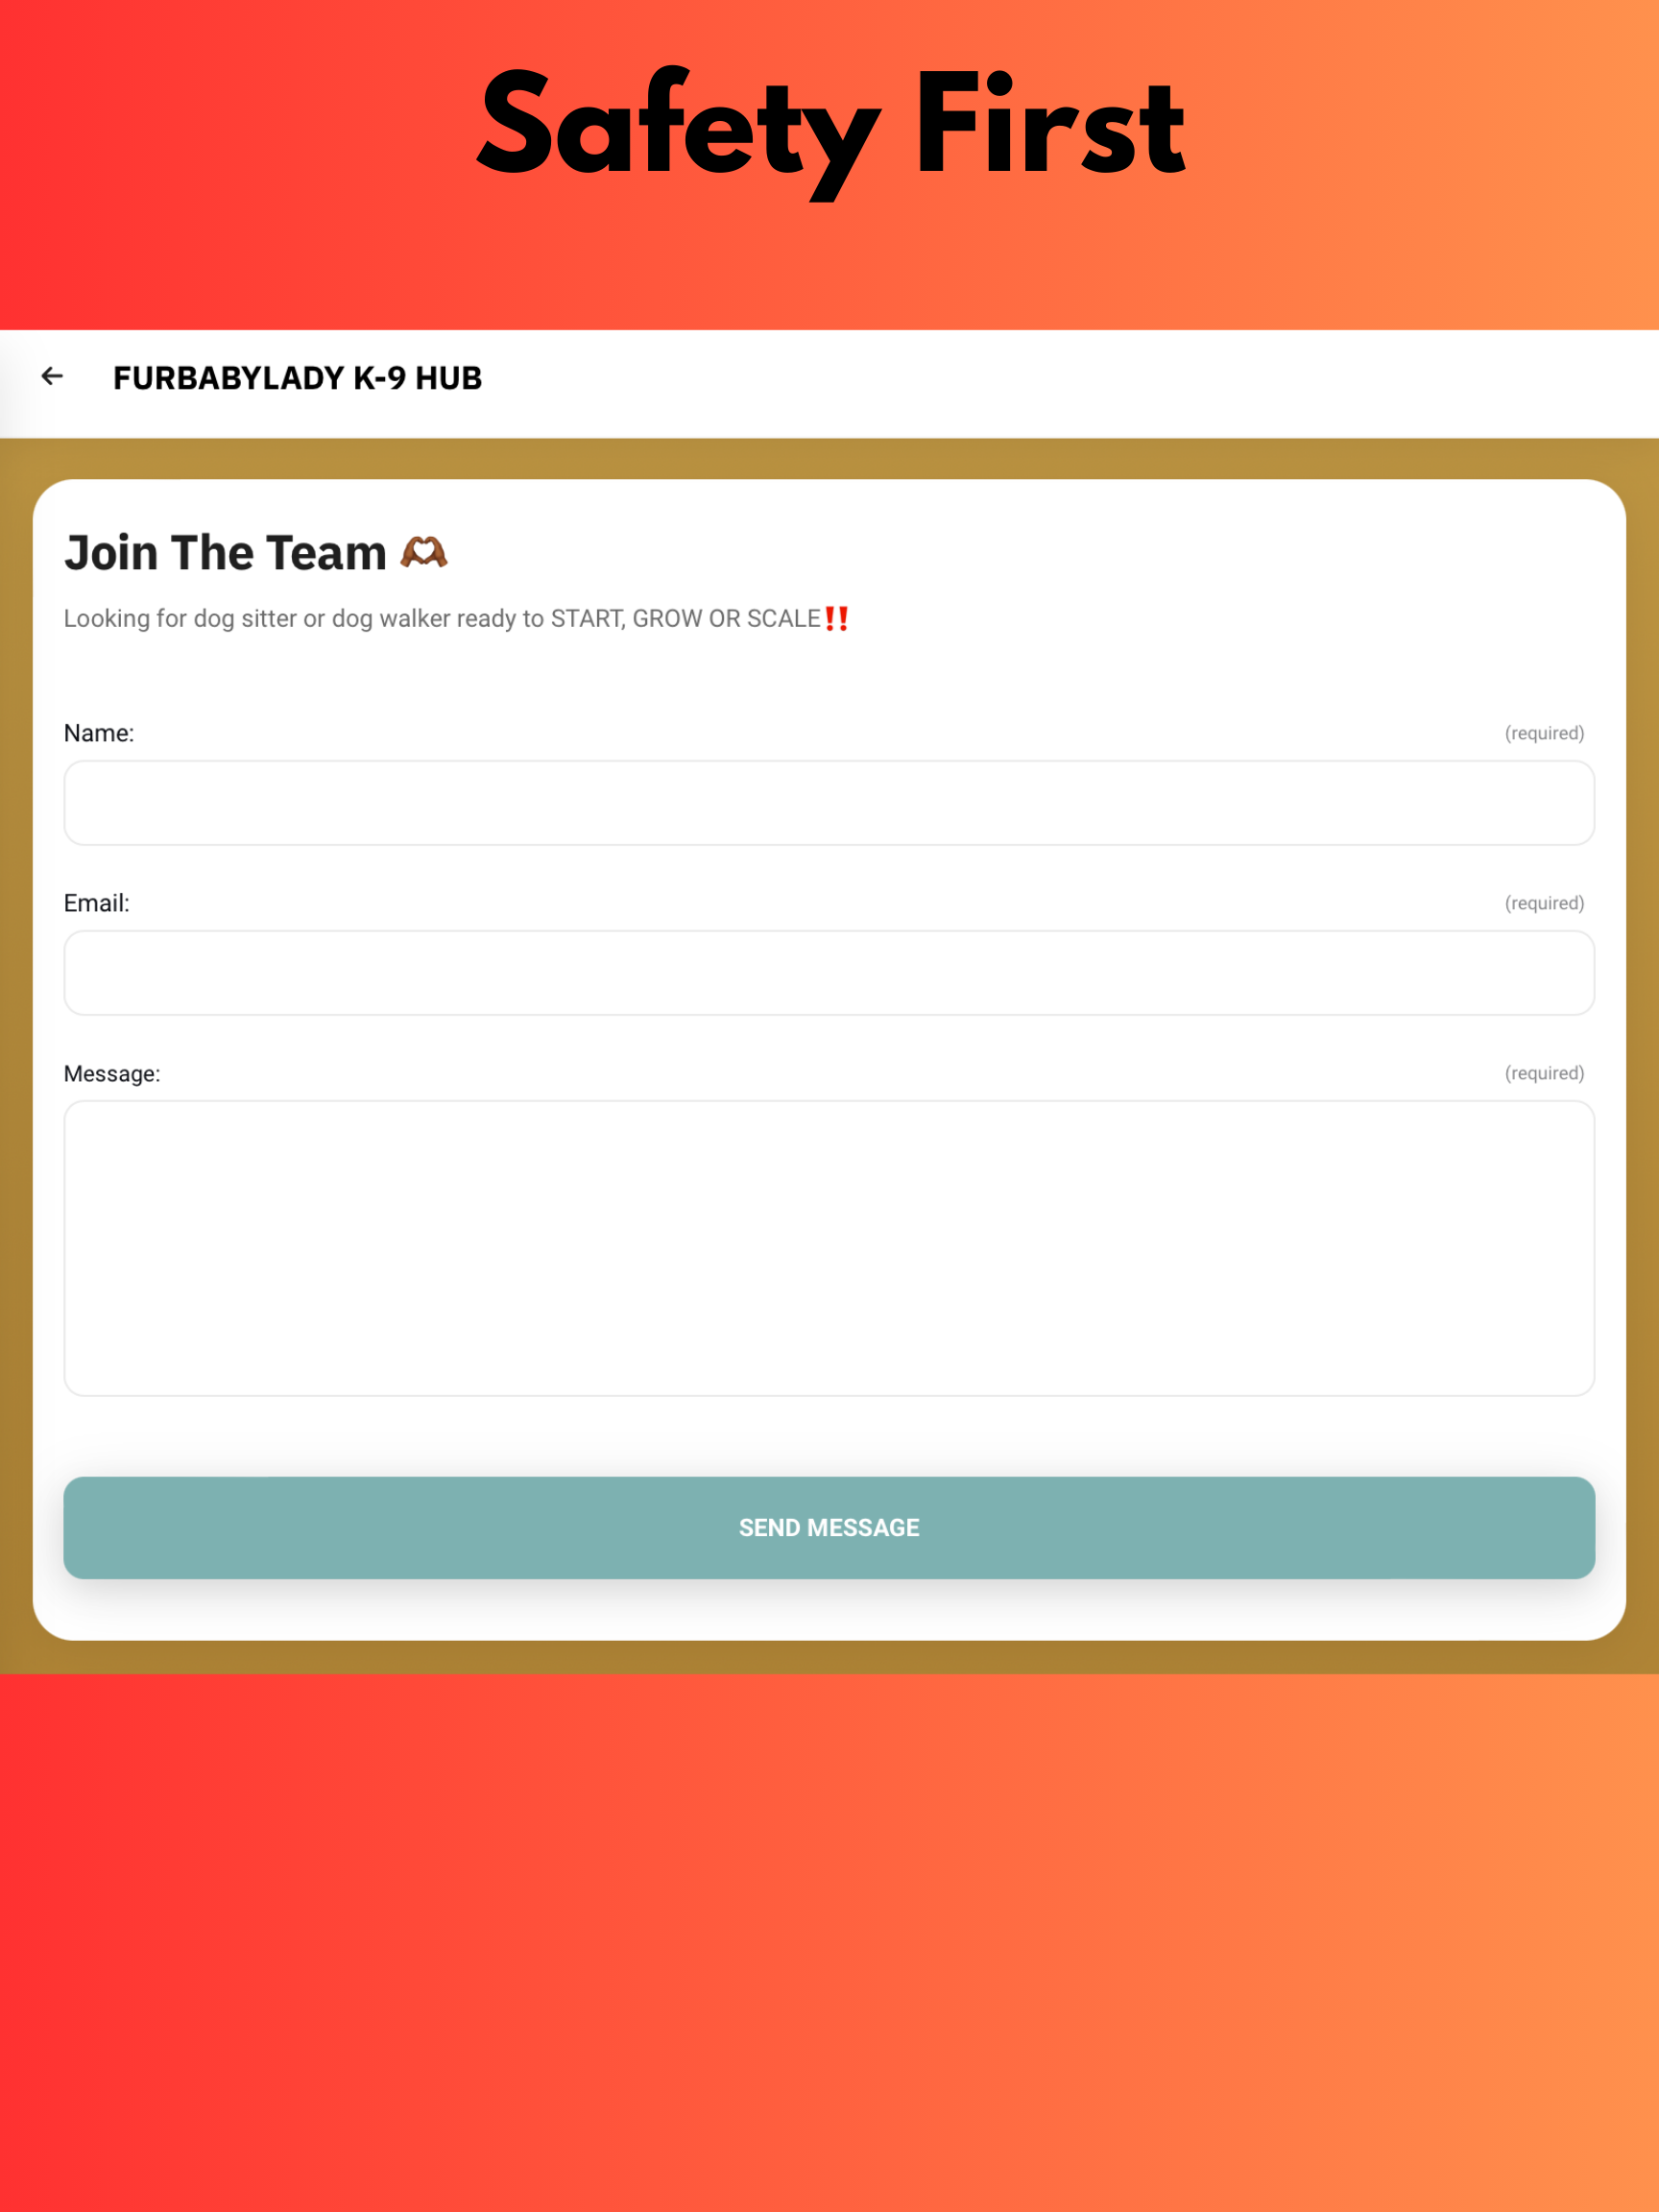 Safety First
FURBABYLADY K-9 HUB
Join The Team 🫶🏾
Looking for dog sitter or dog walker ready to START, GROW OR SCALE‼️
Name: (required)
Email: (required)
Message: (required)
SEND MESSAGE